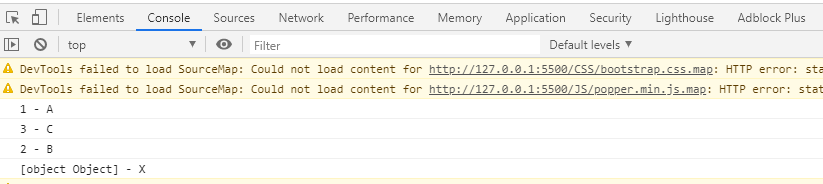 Elements Console Sources Network Performance Memory Application Security Lighthouse Adblock Plus
top Filter Default levels
DevTools failed to load SourceMap: Could not load content for http://127.0.0.1:5500/CSS/bootstrap.css.map: HTTP error: sta
DevTools failed to load SourceMap: Could not load content for http://127.0.0.1:5500/JS/popper.min.js.map: HTTP error: stat
1 - A
3 - C
2 - B
[object Object] - X